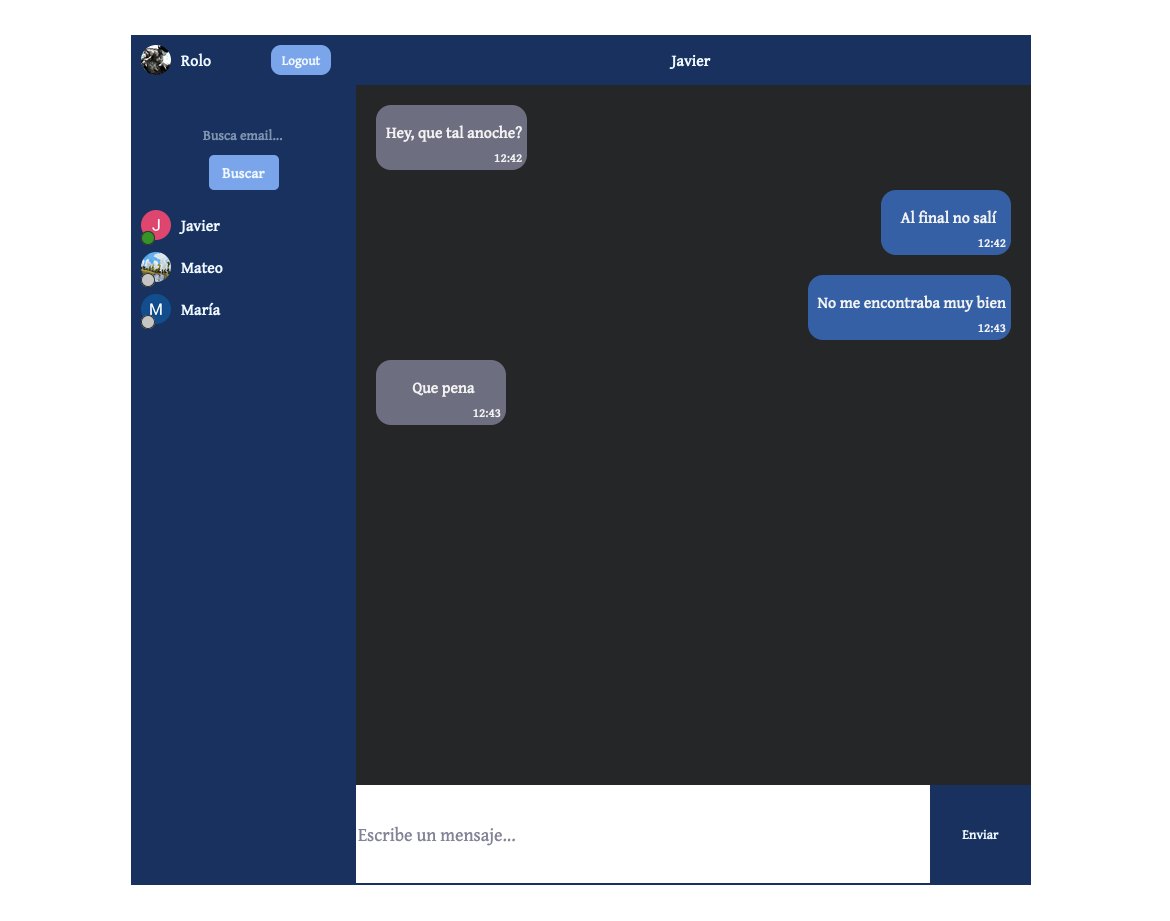 Rolo
Logout
Javier
Busca email...
Buscar
J
Javier
Mateo
M
María
Hey, que tal anoche?
12:42
Al final no salí
12:42
No me encontraba muy bien
12:43
Que pena
12:43
Escribe un mensaje...
Enviar